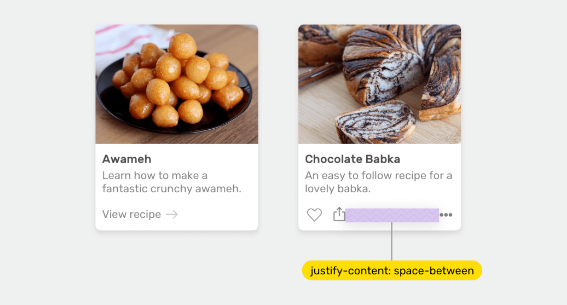 Awameh
Learn how to make a
fantastic crunchy awameh.
View recipe
Chocolate Babka
An easy to follow recipe for a
lovely babka.
justify-content: space-between